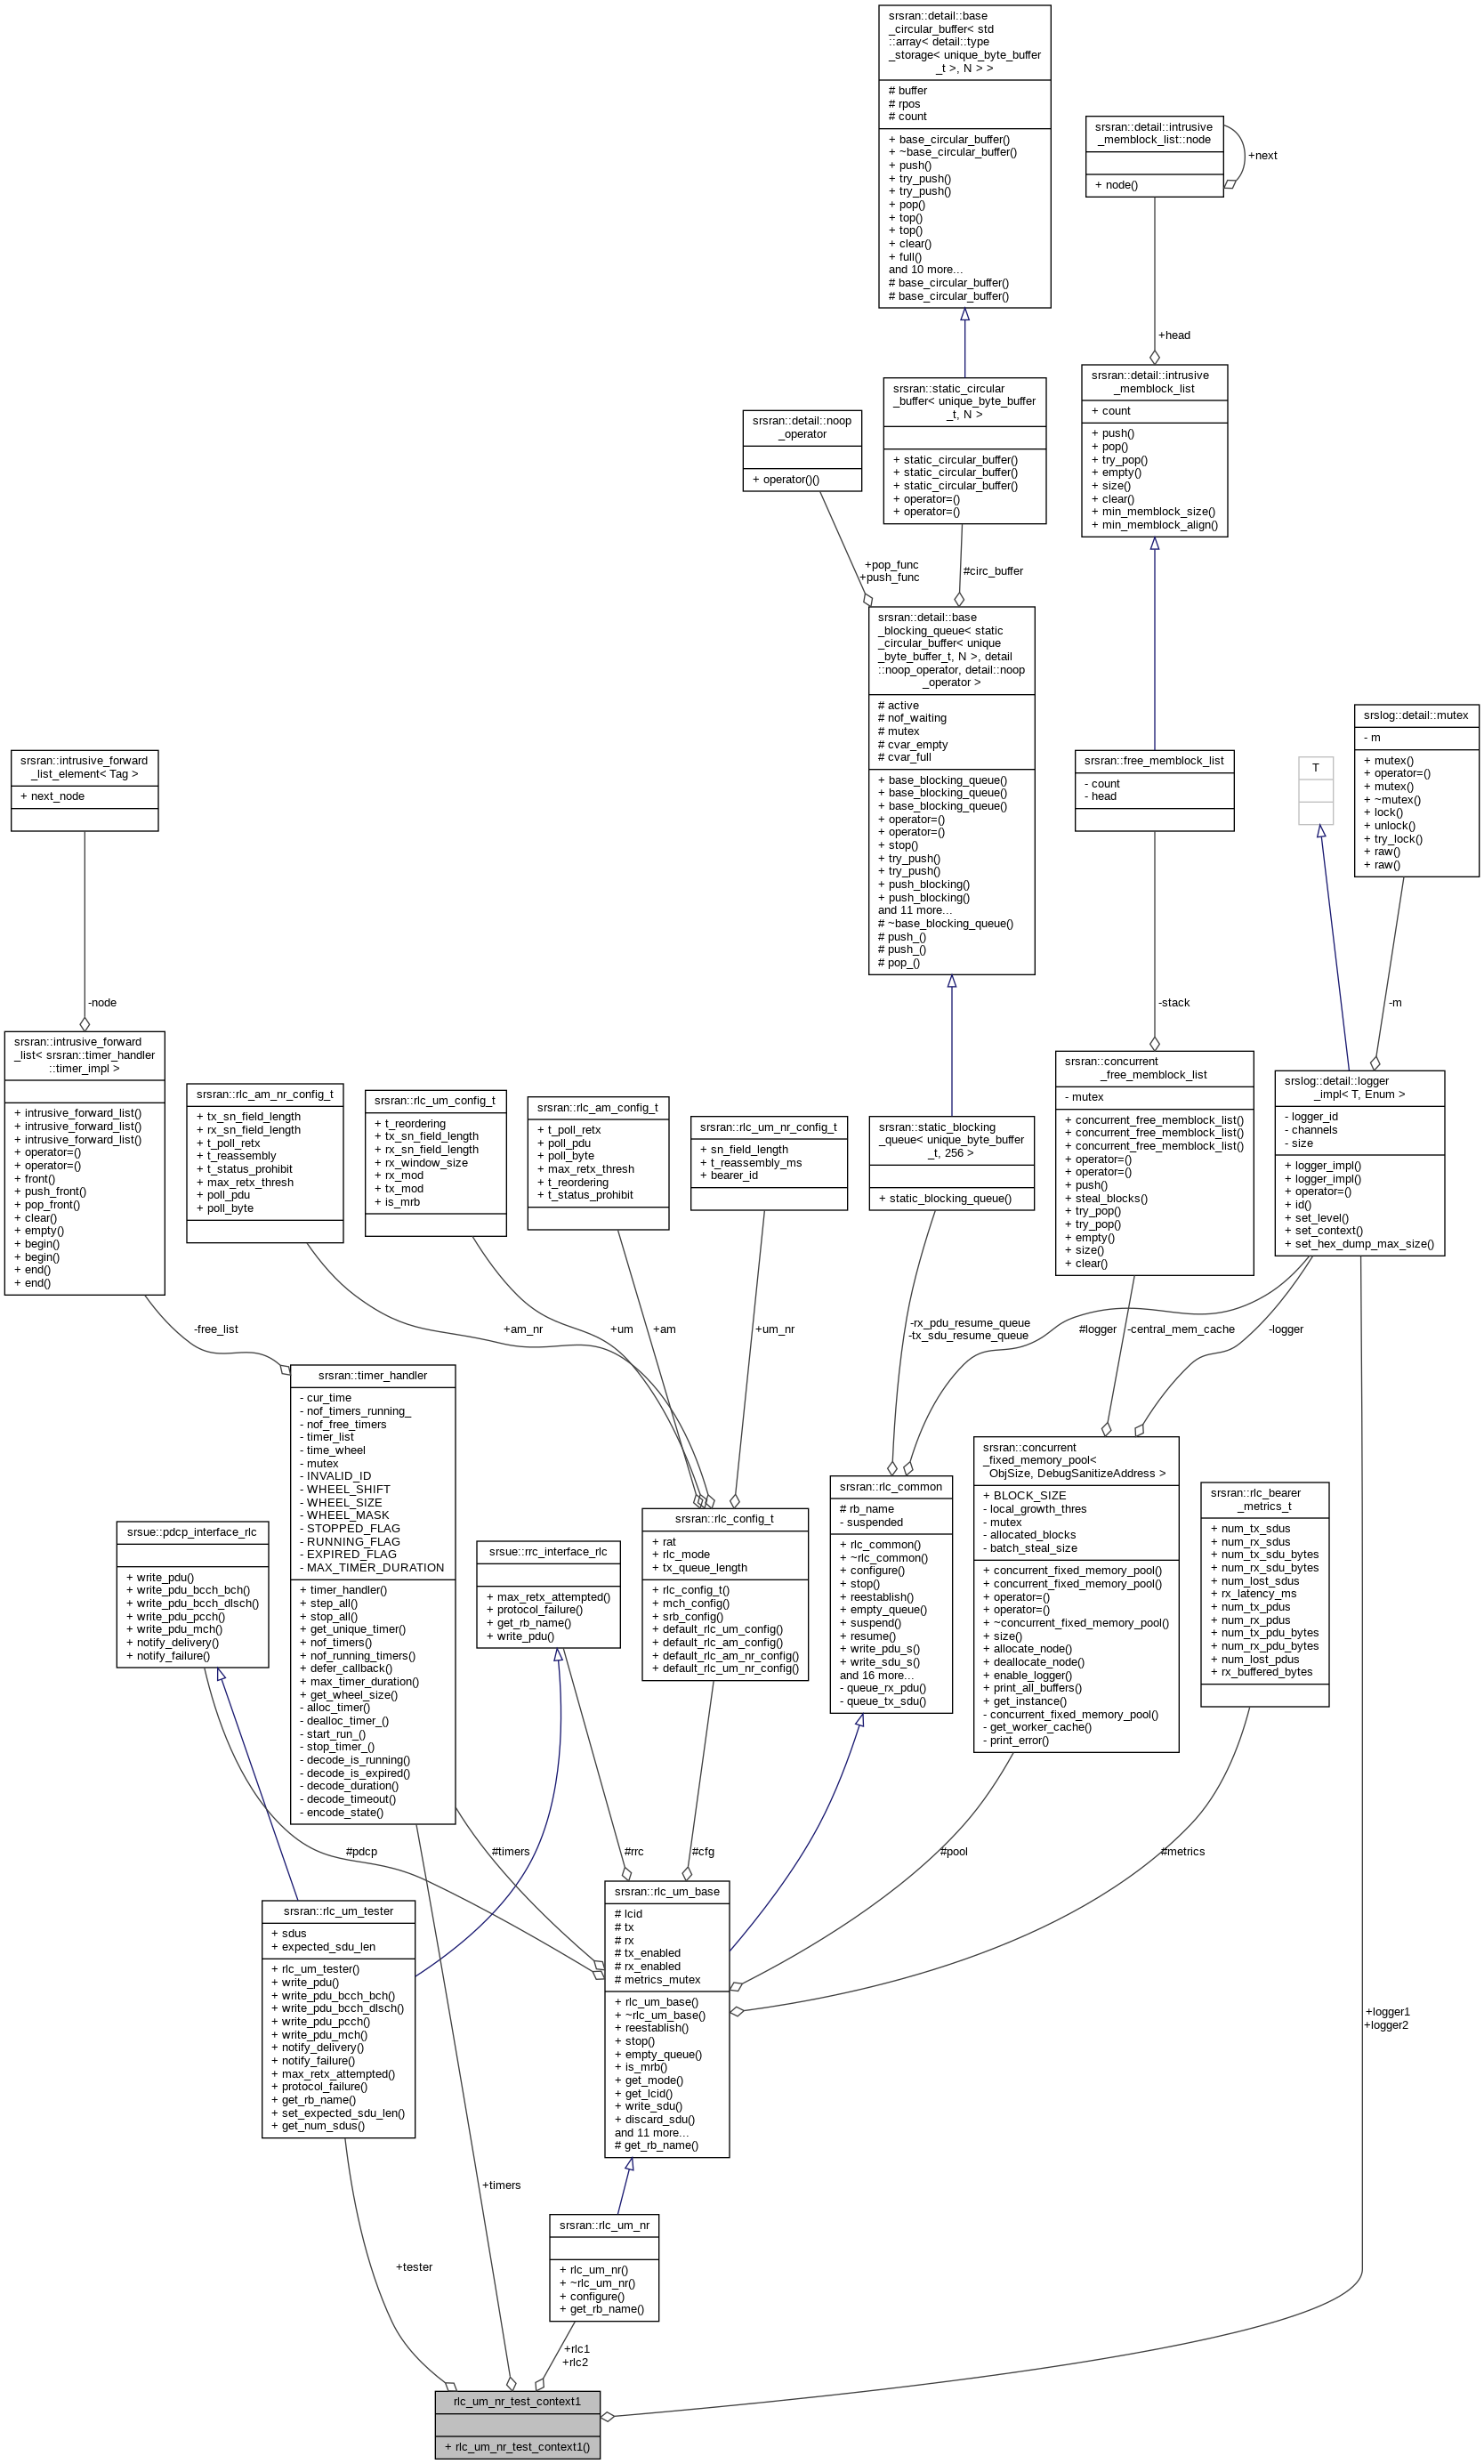 srsran::detail::base
_circular_buffer< std
::array< detail::type
_storage< unique_byte_buffer
_t >, N > >
# buffer
# rpos
# count
+ base_circular_buffer()
+ ~base_circular_buffer()
+ push()
+ try_push()
+ try_push()
+ pop()
+ top()
+ top()
+ clear()
+ full()
and 10 more...
# base_circular_buffer()
# base_circular_buffer()
srsran::detail::intrusive
_memblock_list::node
+ node()
+next
+head
srsran::detail::intrusive
_memblock_list
+ count
+ push()
+ pop()
+ try_pop()
+ empty()
+ size()
+ clear()
+ min_memblock_size()
+ min_memblock_align()
srsran::static_circular
_buffer< unique_byte_buffer
_t, N >
+ static_circular_buffer()
+ static_circular_buffer()
+ static_circular_buffer()
+ operator=()
+ operator=()
srsran::detail::noop
_operator
+ operator()()
+pop_func
+push_func
#circ_buffer
srsran::detail::base
_blocking_queue< static
_circular_buffer< unique
_byte_buffer_t, N >, detail
::noop_operator, detail::noop
_operator >
# active
# nof_waiting
# mutex
# cvar_empty
# cvar_full
+ base_blocking_queue()
+ base_blocking_queue()
+ base_blocking_queue()
+ operator=()
+ operator=()
+ stop()
+ try_push()
+ try_push()
+ push_blocking()
+ push_blocking()
and 11 more...
# ~base_blocking_queue()
# push_()
# push_()
# pop_()
srslog::detail::mutex
- m
+ mutex()
+ operator=()
+ mutex()
+ ~mutex()
+ lock()
+ unlock()
+ try_lock()
+ raw()
+ raw()
T
srsran::free_memblock_list
- count
- head
srsran::intrusive_forward
_list_element< Tag >
+ next_node
-node
-stack
-m
srsran::intrusive_forward
_list< srsran::timer_handler
::timer_impl >
+ intrusive_forward_list()
+ intrusive_forward_list()
+ intrusive_forward_list()
+ operator=()
+ operator=()
+ front()
+ push_front()
+ pop_front()
+ clear()
+ empty()
+ begin()
+ begin()
+ end()
+ end()
srsran::rlc_am_nr_config_t
+ tx_sn_field_length
+ rx_sn_field_length
+ t_poll_retx
+ t_reassembly
+ t_status_prohibit
+ max_retx_thresh
+ poll_pdu
+ poll_byte
srsran::rlc_um_config_t
+ t_reordering
+ tx_sn_field_length
+ rx_sn_field_length
+ rx_window_size
+ rx_mod
+ tx_mod
+ is_mrb
srsran::rlc_am_config_t
+ t_poll_retx
+ poll_pdu
+ poll_byte
+ max_retx_thresh
+ t_reordering
+ t_status_prohibit
srsran::rlc_um_nr_config_t
+ sn_field_length
+ t_reassembly_ms
+ bearer_id
srsran::static_blocking
_queue< unique_byte_buffer
_t, 256 >
+ static_blocking_queue()
srsran::concurrent
_free_memblock_list
- mutex
+ concurrent_free_memblock_list()
+ concurrent_free_memblock_list()
+ concurrent_free_memblock_list()
+ operator=()
+ operator=()
+ push()
+ steal_blocks()
+ try_pop()
+ try_pop()
+ empty()
+ size()
+ clear()
srslog::detail::logger
_impl< T, Enum >
- logger_id
- channels
- size
+ logger_impl()
+ logger_impl()
+ operator=()
+ id()
+ set_level()
+ set_context()
+ set_hex_dump_max_size()
-free_list
+am_nr
+um
+am
+um_nr
-rx_pdu_resume_queue
-tx_sdu_resume_queue
#logger
-central_mem_cache
-logger
srsran::timer_handler
- cur_time
- nof_timers_running_
- nof_free_timers
- timer_list
- time_wheel
- mutex
- INVALID_ID
- WHEEL_SHIFT
- WHEEL_SIZE
- WHEEL_MASK
- STOPPED_FLAG
- RUNNING_FLAG
- EXPIRED_FLAG
- MAX_TIMER_DURATION
+ timer_handler()
+ step_all()
+ stop_all()
+ get_unique_timer()
+ nof_timers()
+ nof_running_timers()
+ defer_callback()
+ max_timer_duration()
+ get_wheel_size()
- alloc_timer()
- dealloc_timer_()
- start_run_()
- stop_timer_()
- decode_is_running()
- decode_is_expired()
- decode_duration()
- decode_timeout()
- encode_state()
srsue::pdcp_interface_rlc
+ write_pdu()
+ write_pdu_bcch_bch()
+ write_pdu_bcch_dlsch()
+ write_pdu_pcch()
+ write_pdu_mch()
+ notify_delivery()
+ notify_failure()
srsue::rrc_interface_rlc
+ max_retx_attempted()
+ protocol_failure()
+ get_rb_name()
+ write_pdu()
srsran::rlc_config_t
+ rat
+ rlc_mode
+ tx_queue_length
+ rlc_config_t()
+ mch_config()
+ srb_config()
+ default_rlc_um_config()
+ default_rlc_am_config()
+ default_rlc_am_nr_config()
+ default_rlc_um_nr_config()
srsran::rlc_common
# rb_name
- suspended
+ rlc_common()
+ ~rlc_common()
+ configure()
+ stop()
+ reestablish()
+ empty_queue()
+ suspend()
+ resume()
+ write_pdu_s()
+ write_sdu_s()
and 16 more...
- queue_rx_pdu()
- queue_tx_sdu()
srsran::concurrent
_fixed_memory_pool<
ObjSize, DebugSanitizeAddress >
+ BLOCK_SIZE
- local_growth_thres
- mutex
- allocated_blocks
- batch_steal_size
+ concurrent_fixed_memory_pool()
+ concurrent_fixed_memory_pool()
+ operator=()
+ operator=()
+ ~concurrent_fixed_memory_pool()
+ size()
+ allocate_node()
+ deallocate_node()
+ enable_logger()
+ print_all_buffers()
+ get_instance()
- concurrent_fixed_memory_pool()
- get_worker_cache()
- print_error()
srsran::rlc_bearer
_metrics_t
+ num_tx_sdus
+ num_rx_sdus
+ num_tx_sdu_bytes
+ num_rx_sdu_bytes
+ num_lost_sdus
+ rx_latency_ms
+ num_tx_pdus
+ num_rx_pdus
+ num_tx_pdu_bytes
+ num_rx_pdu_bytes
+ num_lost_pdus
+ rx_buffered_bytes
#pdcp
#timers
#rrc
#cfg
#pool
#metrics
srsran::rlc_um_tester
+ sdus
+ expected_sdu_len
+ rlc_um_tester()
+ write_pdu()
+ write_pdu_bcch_bch()
+ write_pdu_bcch_dlsch()
+ write_pdu_pcch()
+ write_pdu_mch()
+ notify_delivery()
+ notify_failure()
+ max_retx_attempted()
+ protocol_failure()
+ get_rb_name()
+ set_expected_sdu_len()
+ get_num_sdus()
srsran::rlc_um_base
# lcid
# tx
# rx
# tx_enabled
# rx_enabled
# metrics_mutex
+ rlc_um_base()
+ ~rlc_um_base()
+ reestablish()
+ stop()
+ empty_queue()
+ is_mrb()
+ get_mode()
+ get_lcid()
+ write_sdu()
+ discard_sdu()
and 11 more...
# get_rb_name()
+logger1
+logger2
+timers
srsran::rlc_um_nr
+ rlc_um_nr()
+ ~rlc_um_nr()
+ configure()
+ get_rb_name()
+tester
+rlc1
+rlc2
rlc_um_nr_test_context1
+ rlc_um_nr_test_context1()